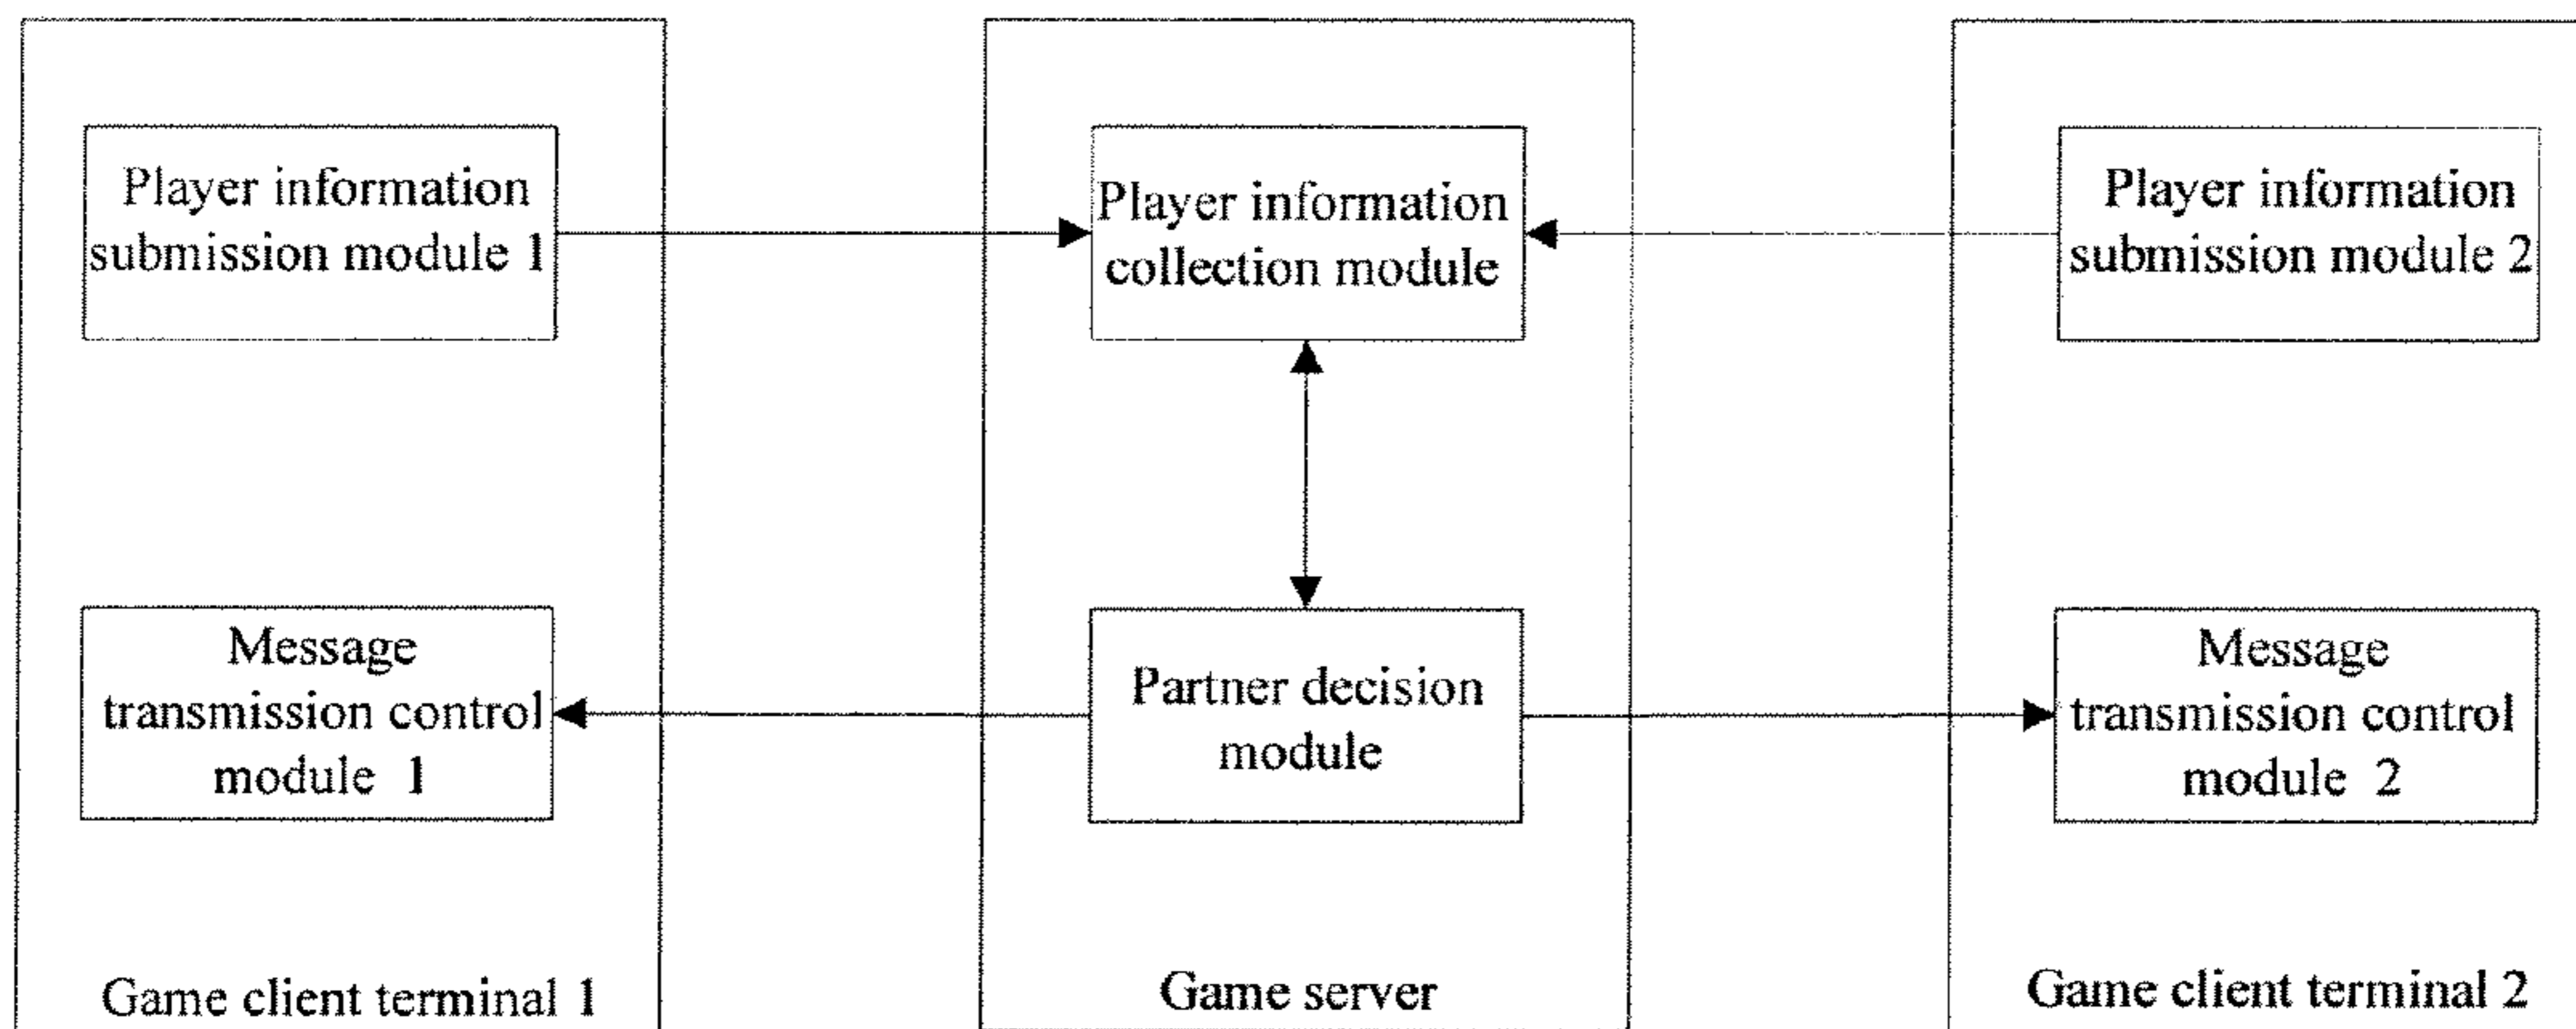 Player information
submission module 1
Player information
collection module
Player information
submission module 2
Message
transmission control
module 1
Partner decision
module
Message
transmission control
module 2
Game client terminal 1
Game server
Game client terminal 2